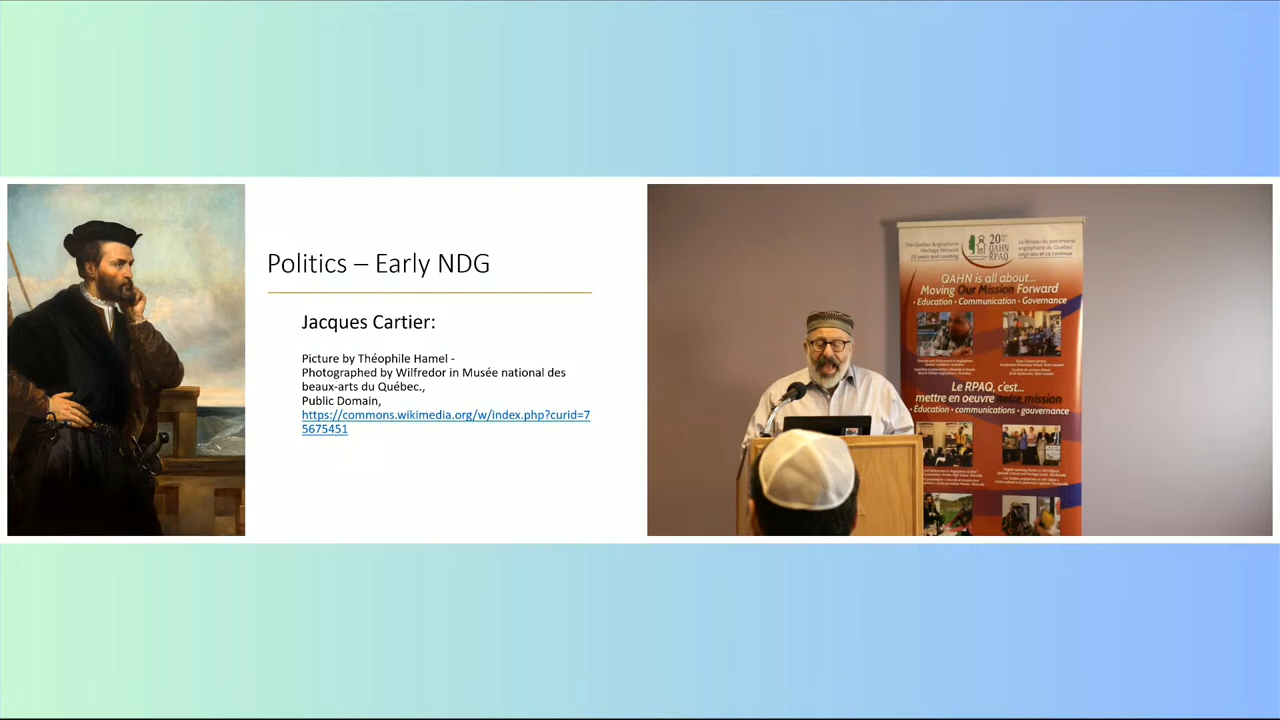 Politics – Early NDG
Jacques Cartier:
Picture by Théophile Hamel -
Photographed by Wilfredor in Musée national des
beaux-arts du Québec.,
Public Domain,
https://commons.wikimedia.org/w/index.php?curid=7
5675451
The Quebec Anglophone
Heritage Network
20 years and counting
20
QAHN
RPAQ
Le Réseau du patrimoine
anglophone du Québec
vingt ans et ça continue
QAHN is all about...
Moving Our Mission Forward
• Education • Communication • Governance
Le RPAQ, c'est...
mettre en oeuvre notre mission
• Éducation • communications • gouvernance